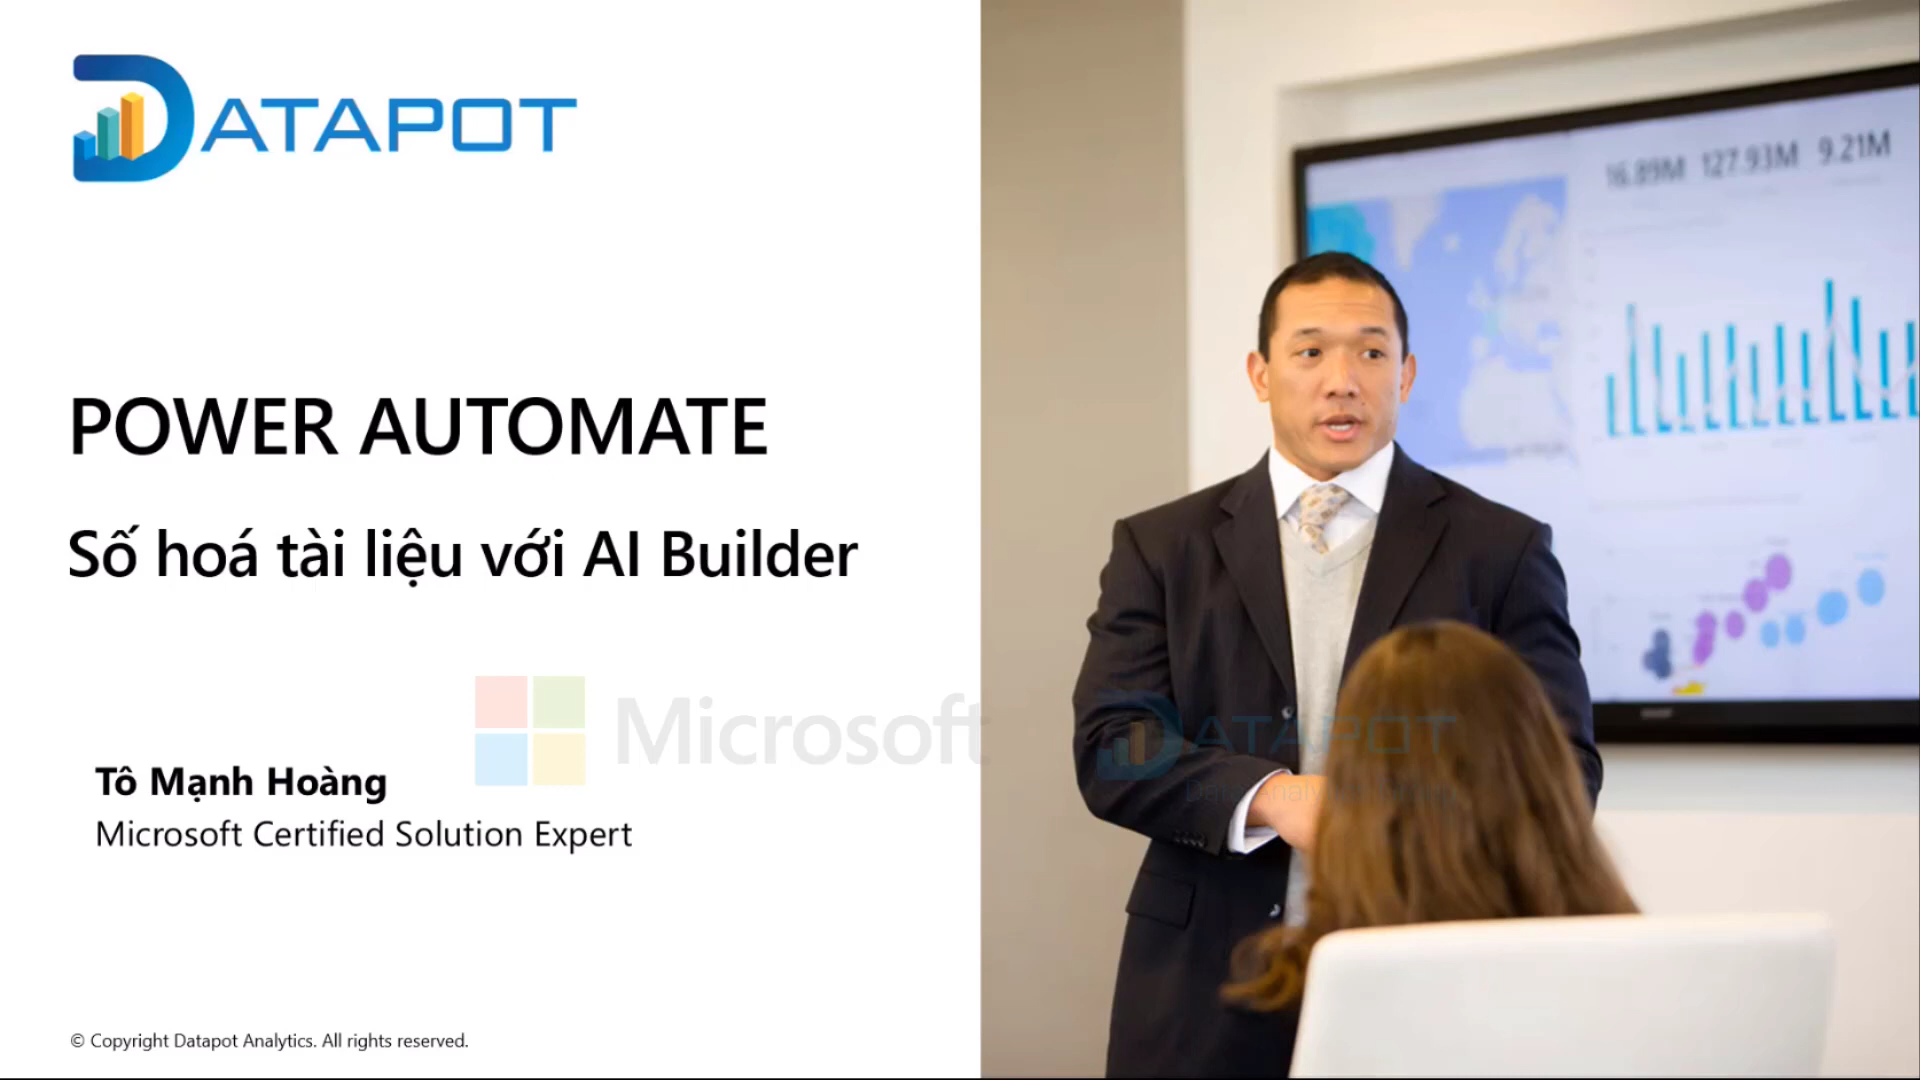 DATAPOT
16.89M 127.93M 9.21M
POWER AUTOMATE
Số hoá tài liệu với AI Builder
Microsoft
DATAPOT
Tô Mạnh Hoàng
Microsoft Certified Solution Expert
© Copyright Datapot Analytics. All rights reserved.